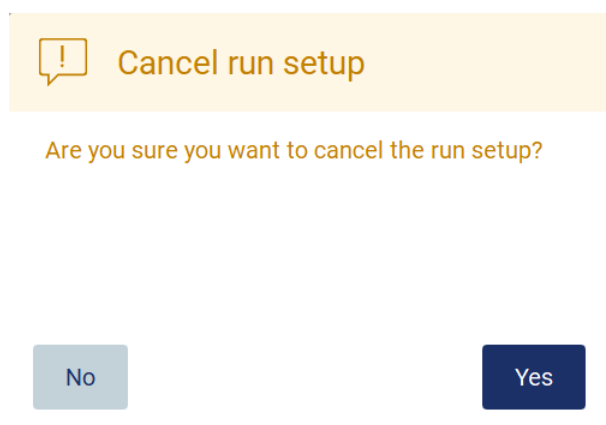 Cancel run setup
Are you sure you want to cancel the run setup?
No
Yes